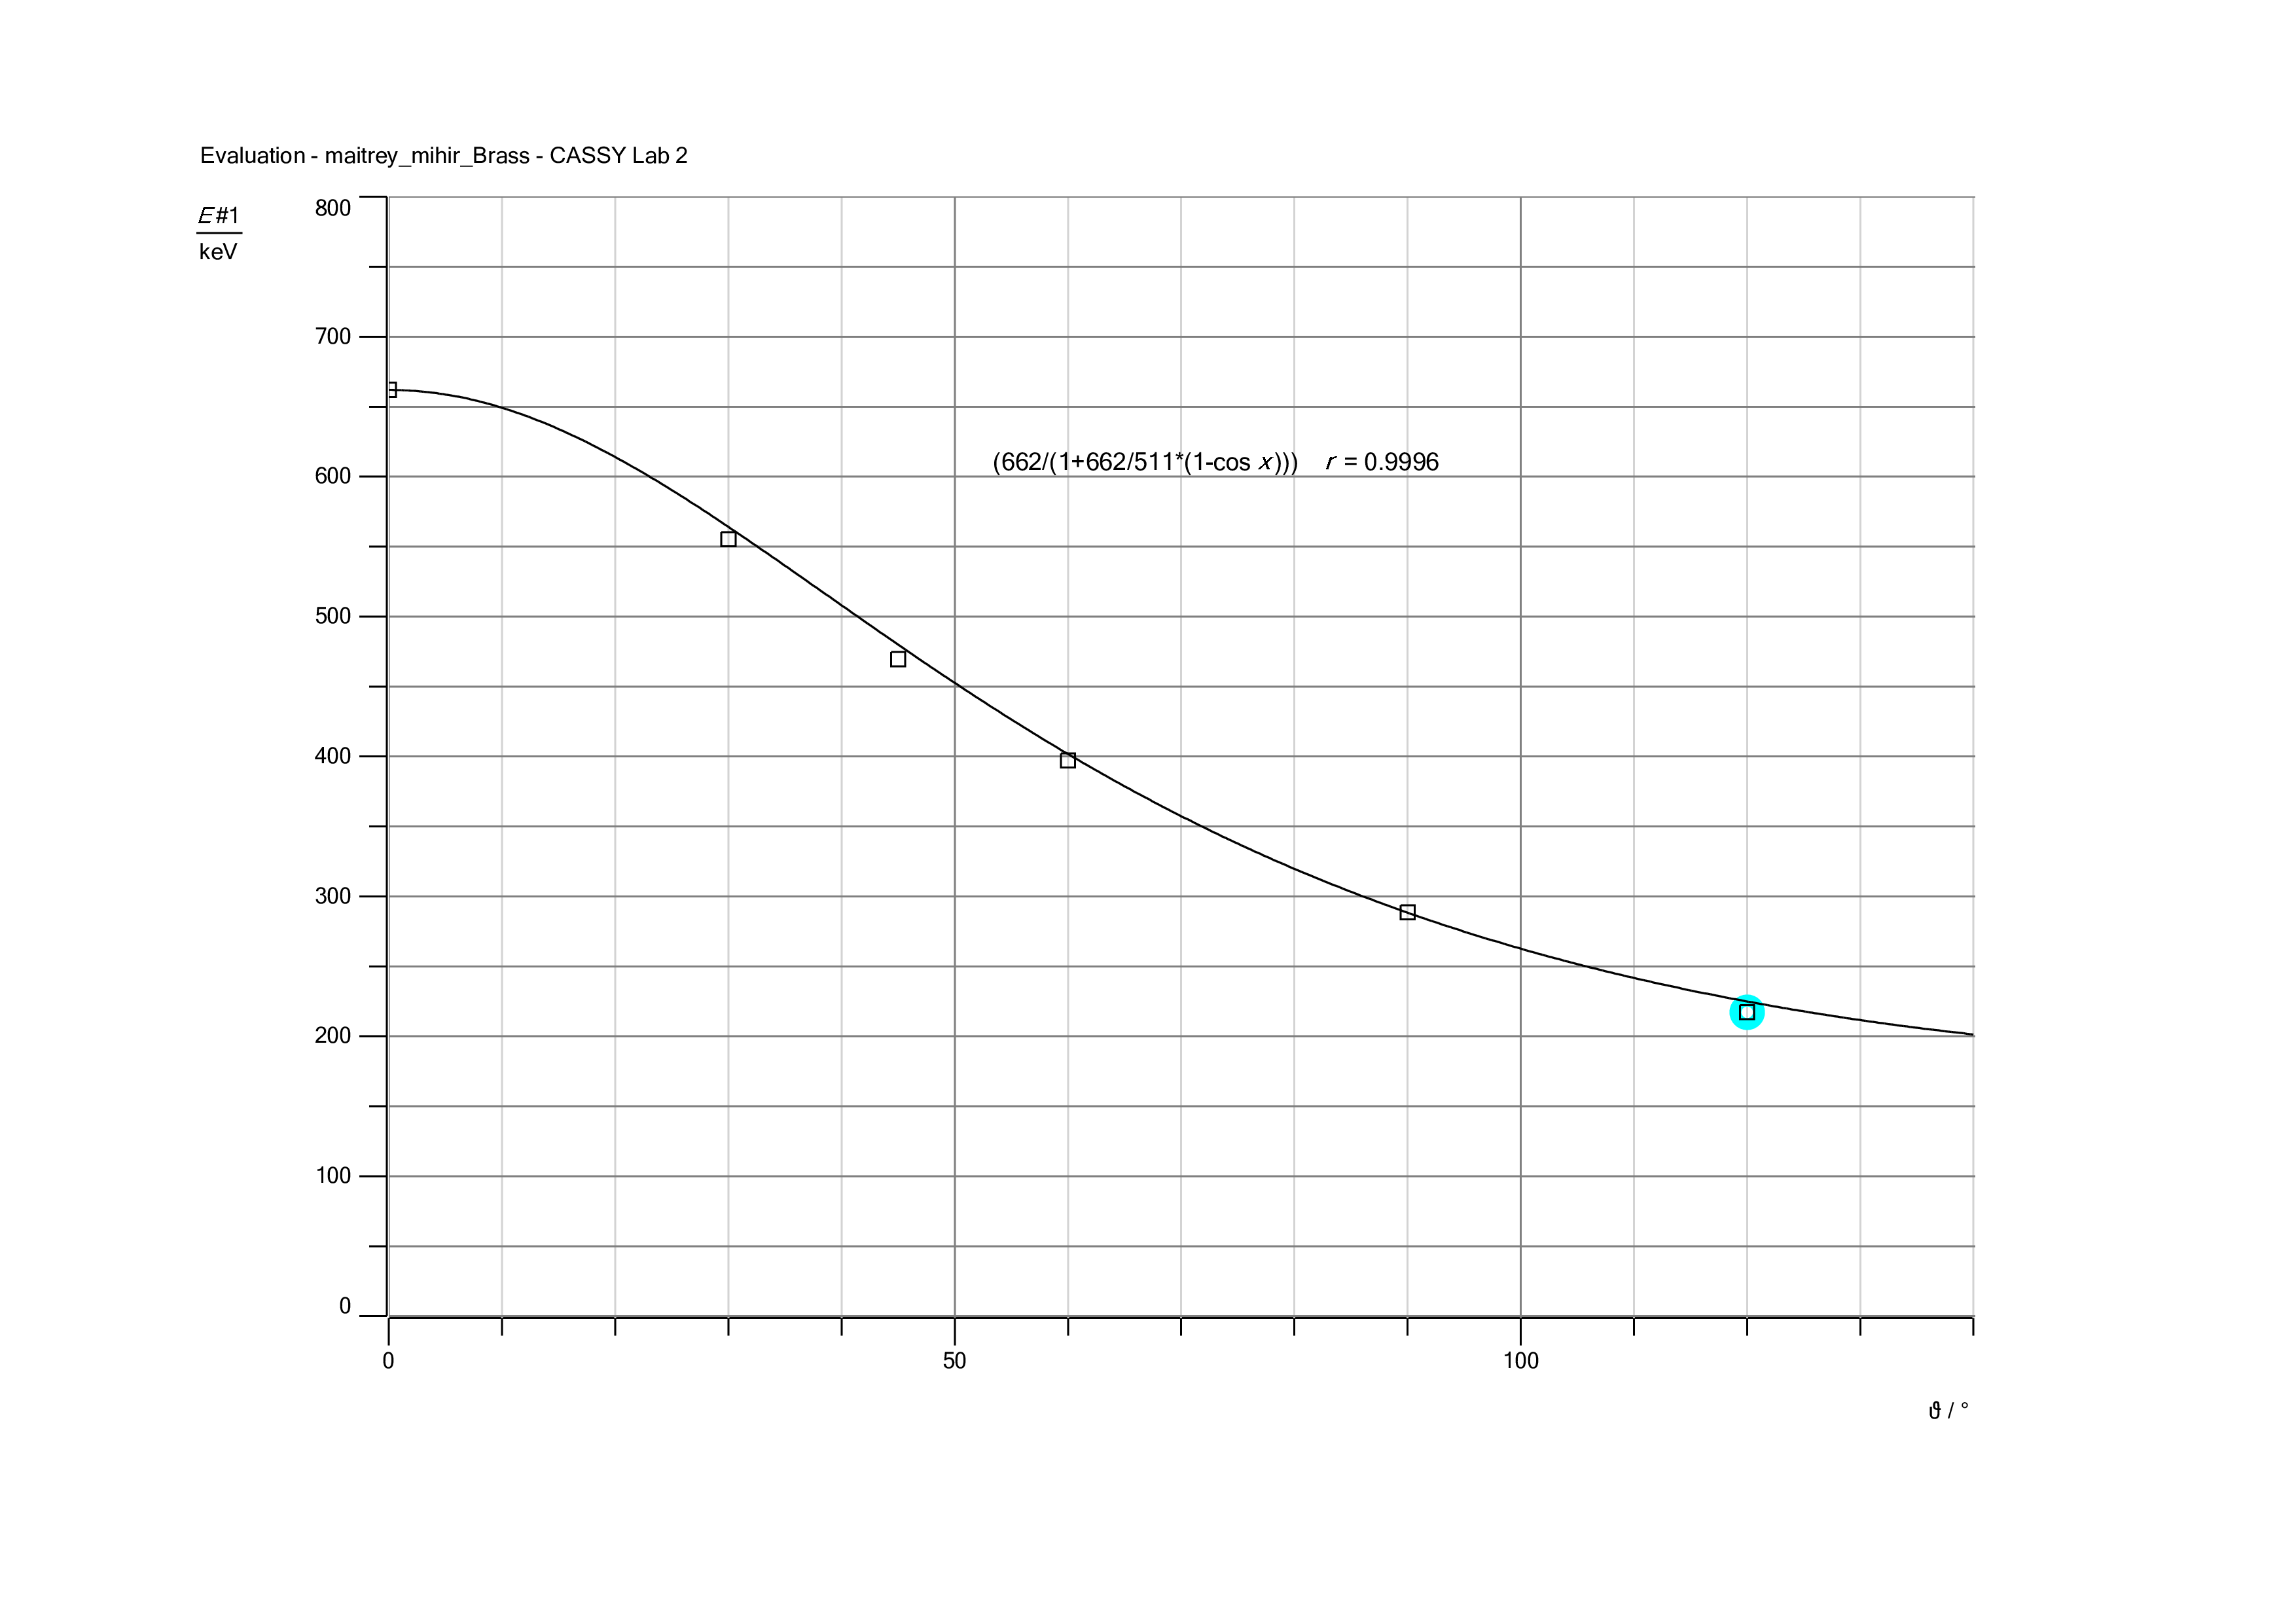 Evaluation - maitrey_mihir_Brass - CASSY Lab 2
E#1
keV
800
700
(662/(1+662/511*(1-cos x))) r = 0.9996
600
500
400
300
200
100
0
0 50 100
ϑ / °